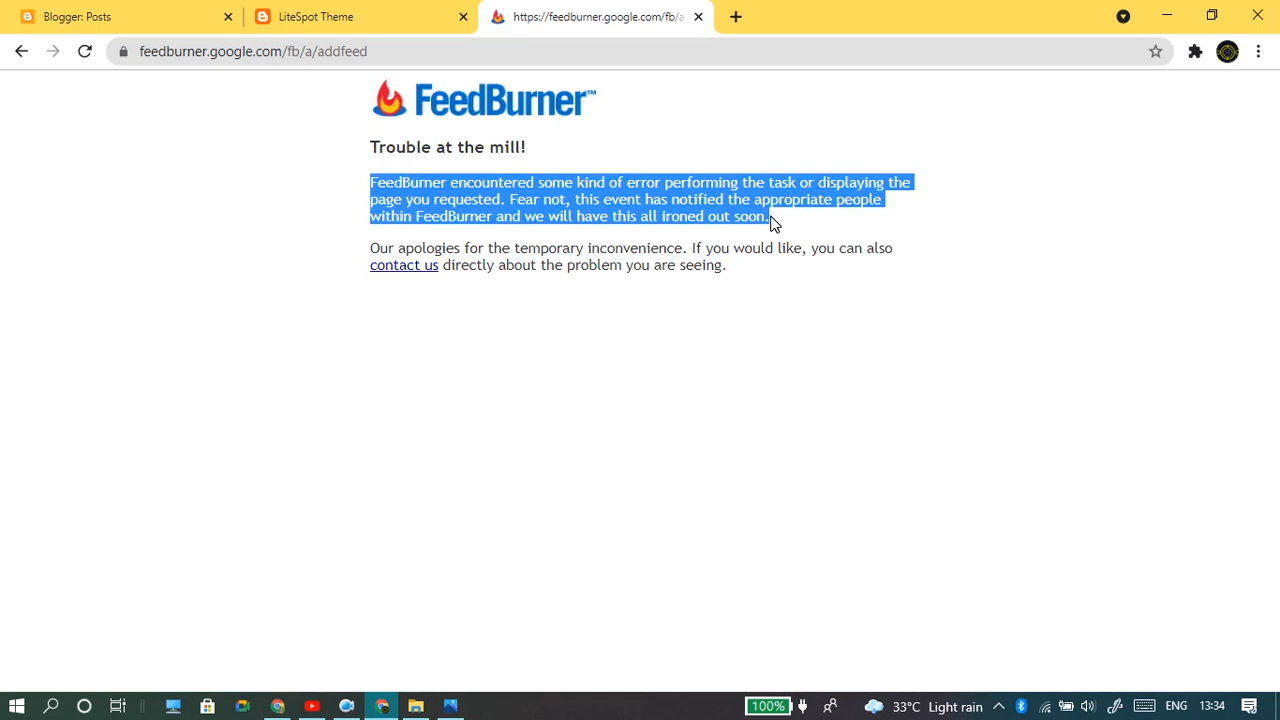 Blogger: Posts
LiteSpot Theme
https://feedburner.google.com/fb/a
feedburner.google.com/fb/a/addfeed
FeedBurner™
Trouble at the mill!
FeedBurner encountered some kind of error performing the task or displaying the
page you requested. Fear not, this event has notified the appropriate people
within FeedBurner and we will have this all ironed out soon.
Our apologies for the temporary inconvenience. If you would like, you can also
contact us directly about the problem you are seeing.
100%
33°C Light rain
ENG
13:34